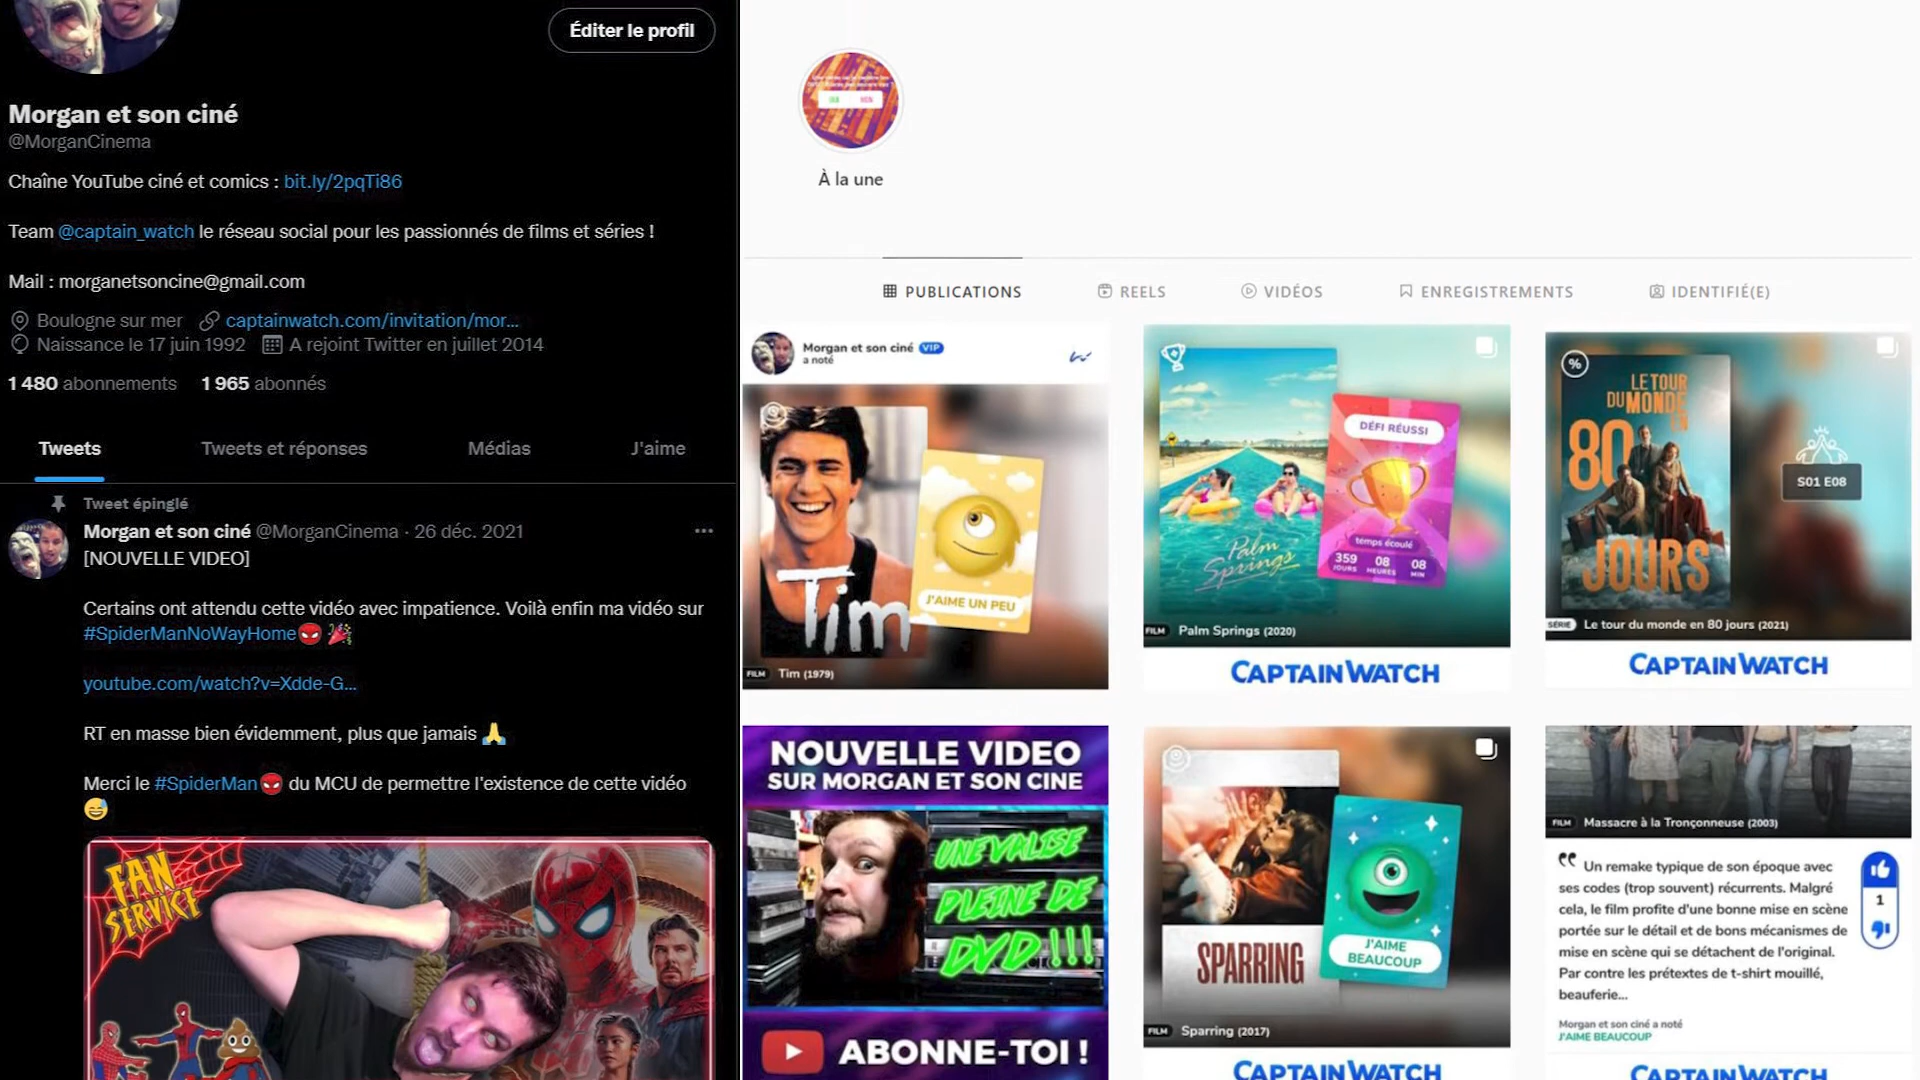 Éditer le profil
Morgan et son ciné
@MorganCinema
Chaîne YouTube ciné et comics : bit.ly/2pqTi86
Team @captain_watch le réseau social pour les passionnés de films et séries !
Mail : morganetsoncine@gmail.com
Boulogne sur mer captainwatch.com/invitation/mor...
Naissance le 17 juin 1992 A rejoint Twitter en juillet 2014
1 480 abonnements 1 965 abonnés
Tweets Tweets et réponses Médias J'aime
Tweet épinglé
Morgan et son ciné @MorganCinema · 26 déc. 2021
[NOUVELLE VIDEO]
Certains ont attendu cette vidéo avec impatience. Voilà enfin ma vidéo sur
#SpiderManNoWayHome
youtube.com/watch?v=Xdde-G...
RT en masse bien évidemment, plus que jamais
Merci le #SpiderMan du MCU de permettre l'existence de cette vidéo
FAN
SERVICE
OUI NON
À la une
PUBLICATIONS REELS VIDÉOS ENREGISTREMENTS IDENTIFIÉ(E)
Morgan et son ciné VIP
a noté
Tim
J'AIME UN PEU
FILM Tim (1979)
DÉFI RÉUSSI
Palm
Springs
temps écoulé
359 08 08
JOURS HEURES MIN
FILM Palm Springs (2020)
CAPTAIN WATCH
%
LE TOUR
DU MONDE
EN
80
JOURS
S01 E08
SÉRIE Le tour du monde en 80 jours (2021)
CAPTAIN WATCH
NOUVELLE VIDEO
SUR MORGAN ET SON CINE
UNE VALISE
PLEINE DE
DVD !!!
ABONNE-TOI !
SPARRING
J'AIME
BEAUCOUP
FILM Sparring (2017)
CAPTAIN WATCH
FILM Massacre à la Tronçonneuse (2003)
Un remake typique de son époque avec
ses codes (trop souvent) récurrents. Malgré
cela, le film profite d'une bonne mise en scène
portée sur le détail et de bons mécanismes de
mise en scène qui se détachent de l'original.
Par contre les prétextes de t-shirt mouillé,
beauferie...
1
Morgan et son ciné a noté
J'AIME BEAUCOUP
CAPTAIN WATCH